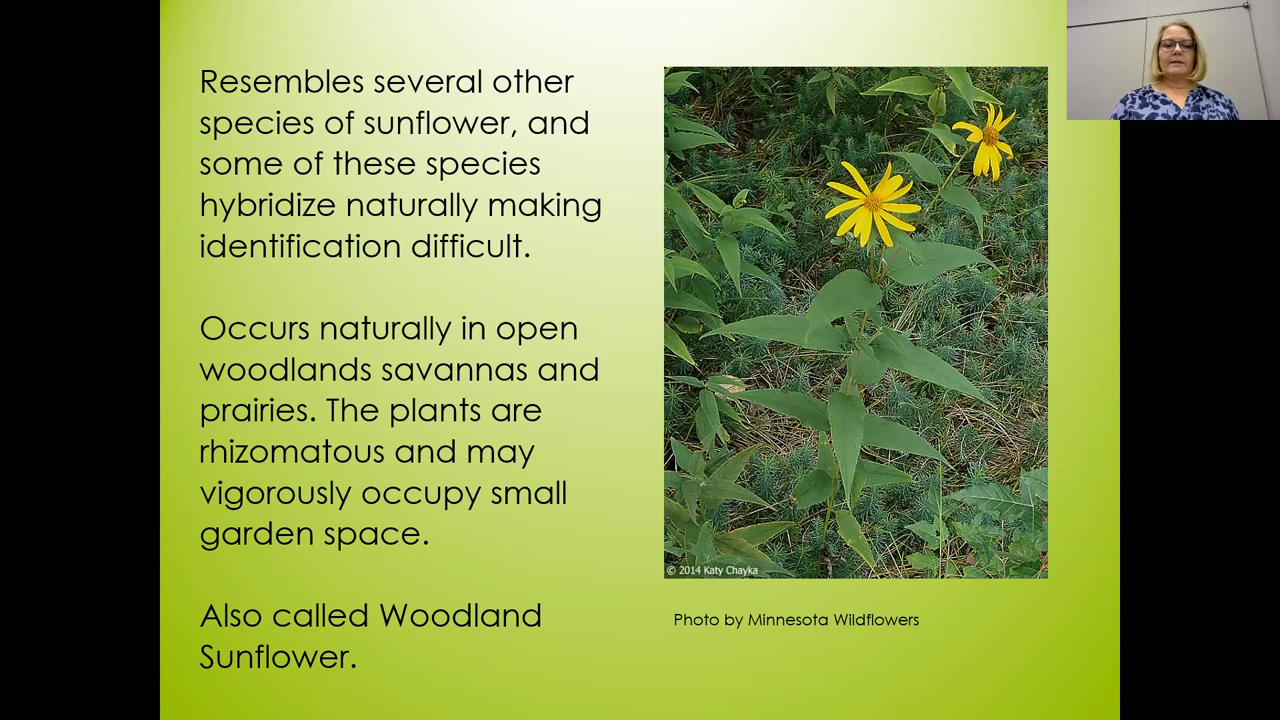 Resembles several other
species of sunflower, and
some of these species
hybridize naturally making
identification difficult.
Occurs naturally in open
woodlands savannas and
prairies. The plants are
rhizomatous and may
vigorously occupy small
garden space.
Also called Woodland
Sunflower.
© 2014 Katy Chayka
Photo by Minnesota Wildflowers